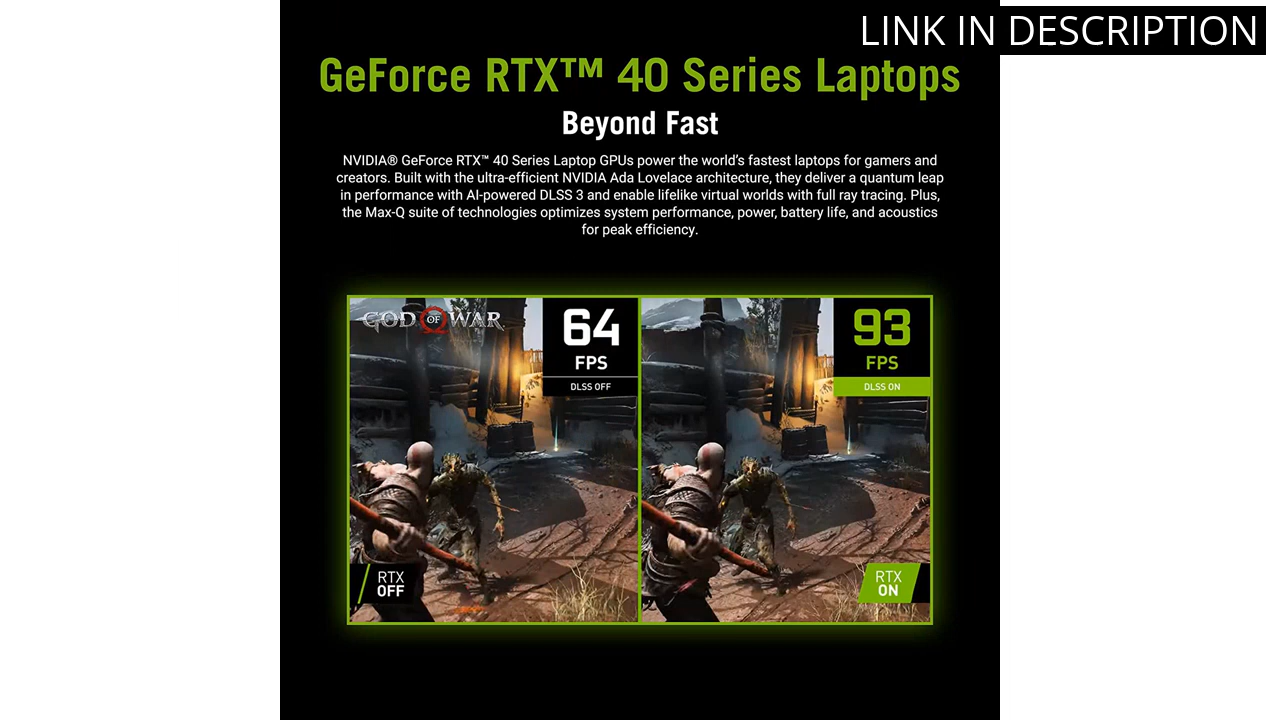 LINK IN DESCRIPTION
GeForce RTX™ 40 Series Laptops
Beyond Fast
NVIDIA® GeForce RTX™ 40 Series Laptop GPUs power the world's fastest laptops for gamers and
creators. Built with the ultra-efficient NVIDIA Ada Lovelace architecture, they deliver a quantum leap
in performance with AI-powered DLSS 3 and enable lifelike virtual worlds with full ray tracing. Plus,
the Max-Q suite of technologies optimizes system performance, power, battery life, and acoustics
for peak efficiency.
GOD OF WAR
64
FPS
DLSS OFF
93
FPS
DLSS ON
RTX
OFF
RTX
ON